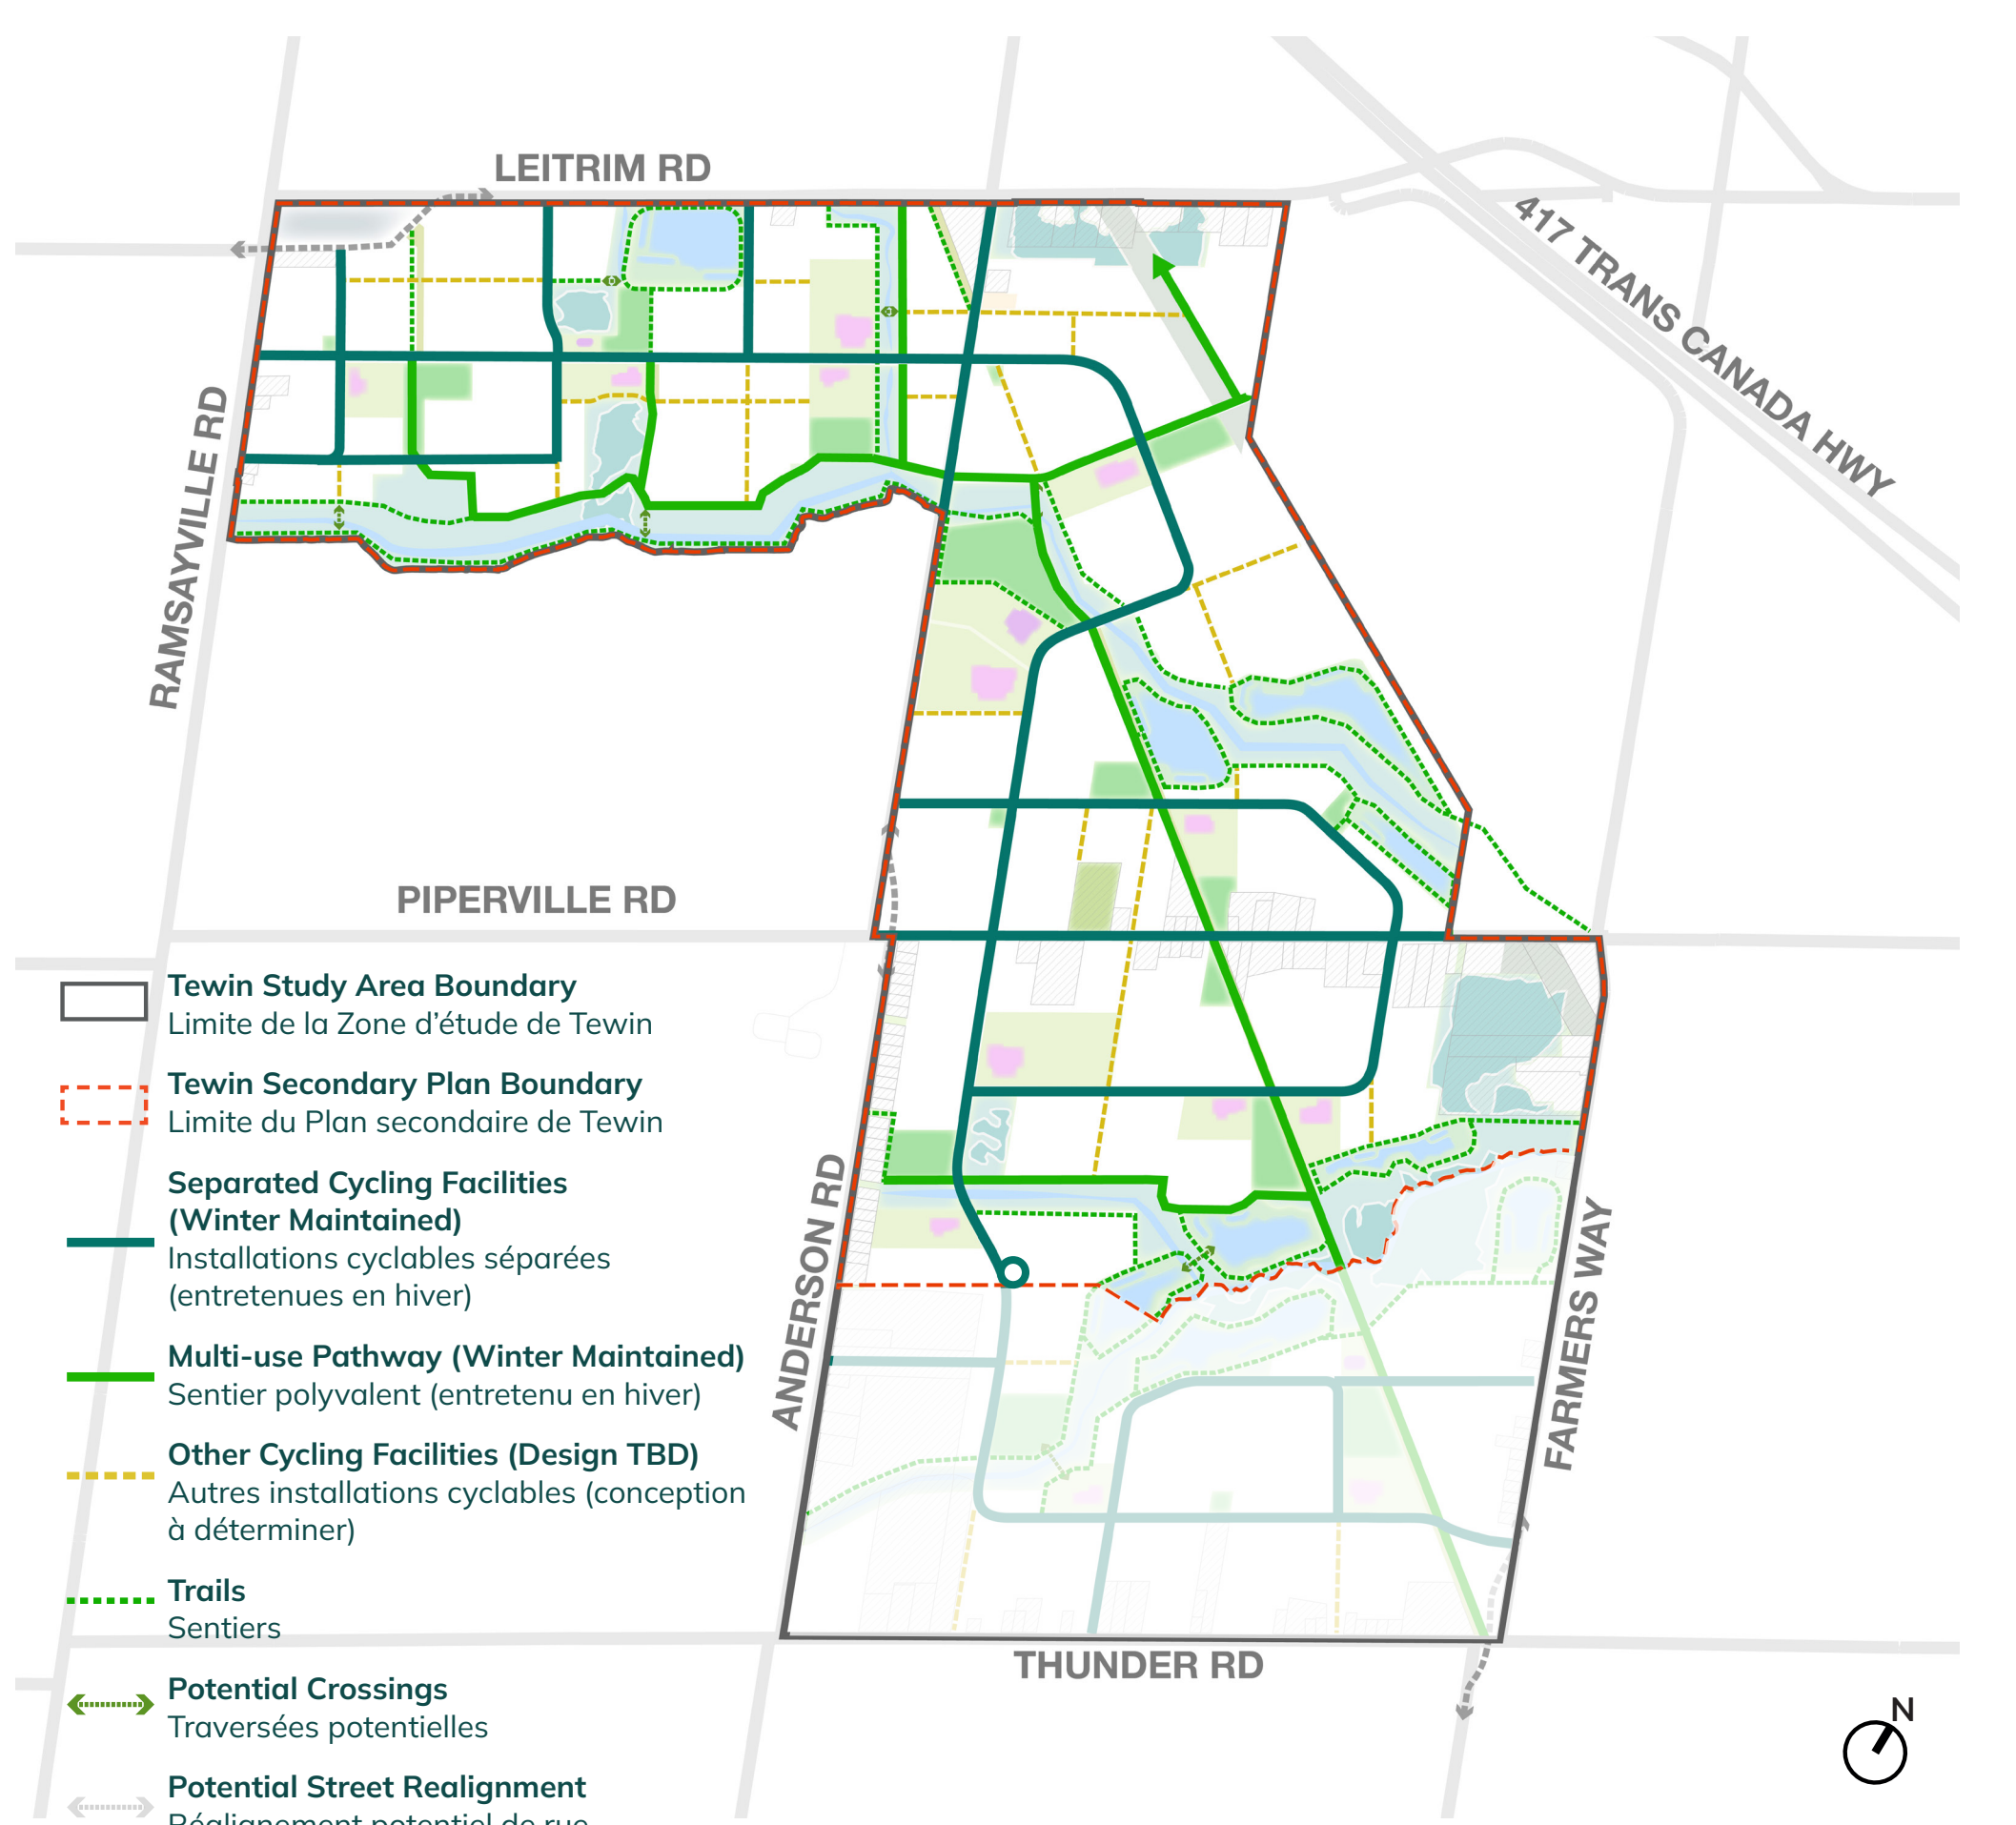 LEITRIM RD
417 TRANS CANADA HWY
RAMSAYVILLE RD
PIPERVILLE RD
ANDERSON RD
FARMERS WAY
THUNDER RD
Tewin Study Area Boundary
Limite de la Zone d’étude de Tewin
Tewin Secondary Plan Boundary
Limite du Plan secondaire de Tewin
Separated Cycling Facilities
(Winter Maintained)
Installations cyclables séparées
(entretenues en hiver)
Multi-use Pathway (Winter Maintained)
Sentier polyvalent (entretenu en hiver)
Other Cycling Facilities (Design TBD)
Autres installations cyclables (conception
à déterminer)
Trails
Sentiers
Potential Crossings
Traversées potentielles
Potential Street Realignment
Réalignement potentiel de rue
N